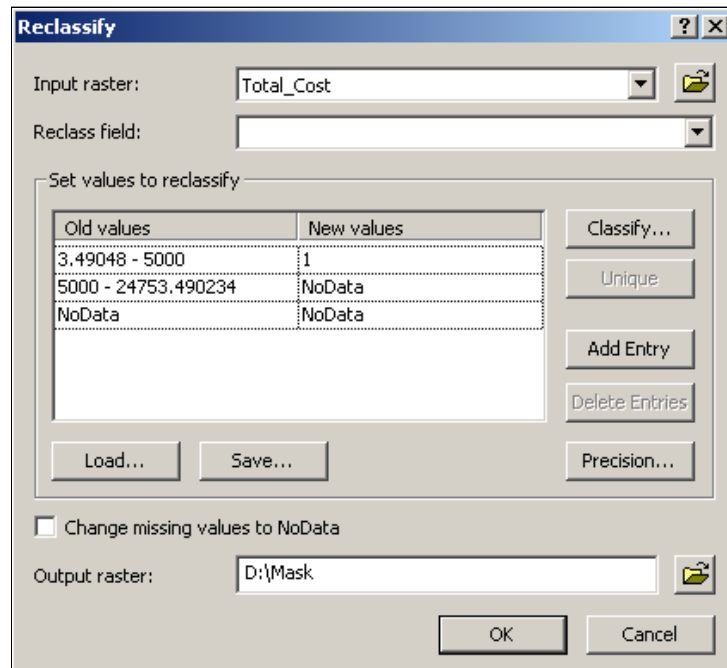 Reclassify
Input raster: Total_Cost
Reclass field:
Set values to reclassify
Old values New values
3.49048 - 5000 1
5000 - 24753.490234 NoData
NoData NoData
Classify...
Unique
Add Entry
Delete Entries
Load... Save... Precision...
Change missing values to NoData
Output raster: D:\Mask
OK Cancel